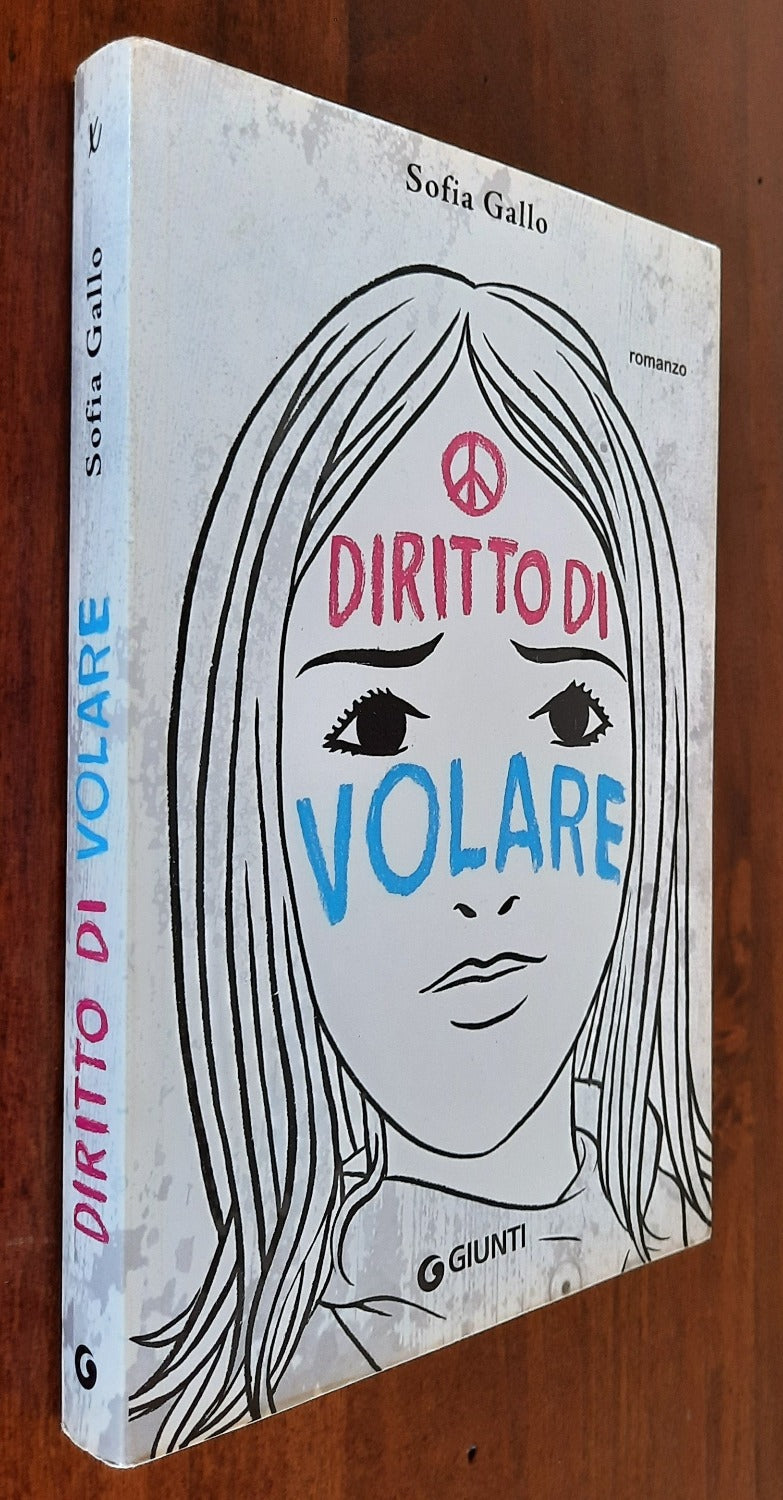 Sofia Gallo
romanzo
DIRITTO DI
VOLARE
GIUNTI
Sofia Gallo
DIRITTO DI VOLARE